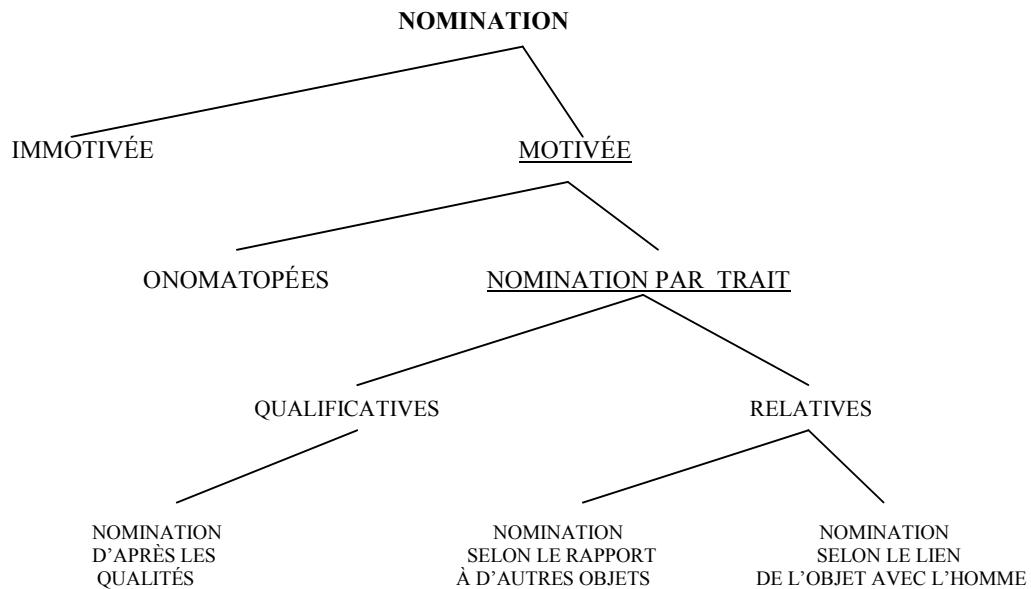 NOMINATION
IMMOTIVÉE MOTIVÉE
ONOMATOPÉES NOMINATION PAR TRAIT
QUALIFICATIVES RELATIVES
NOMINATION
D'APRÈS LES
QUALITÉS
NOMINATION
SELON LE RAPPORT
À D'AUTRES OBJETS
NOMINATION
SELON LE LIEN
DE L'OBJET AVEC L'HOMME